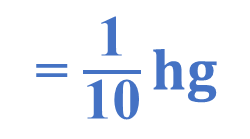 = 1/10 hg